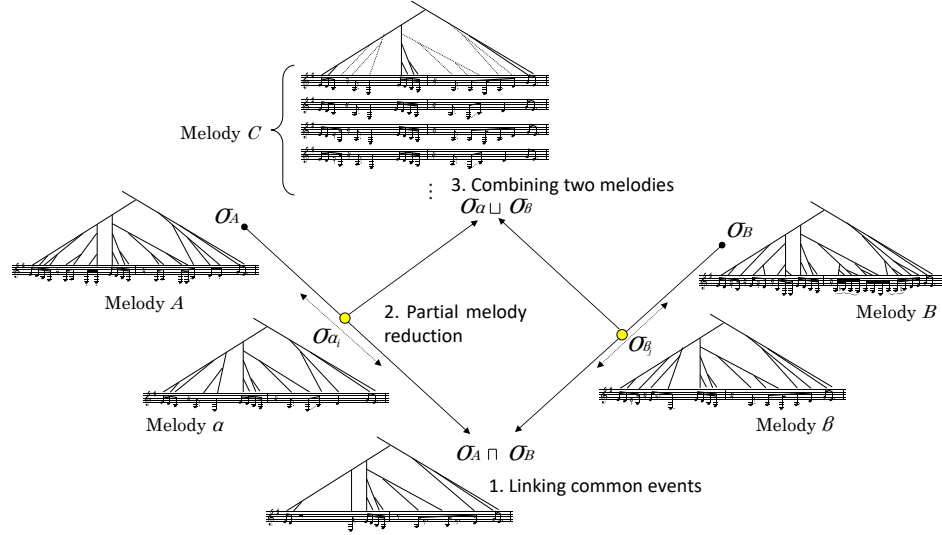 Melody C
⋮ 3. Combining two melodies
σα ⊔ σβ
σA
σB
Melody A
Melody B
2. Partial melody
reduction
σαi
σβj
Melody α
Melody β
σA ⊓ σB
1. Linking common events